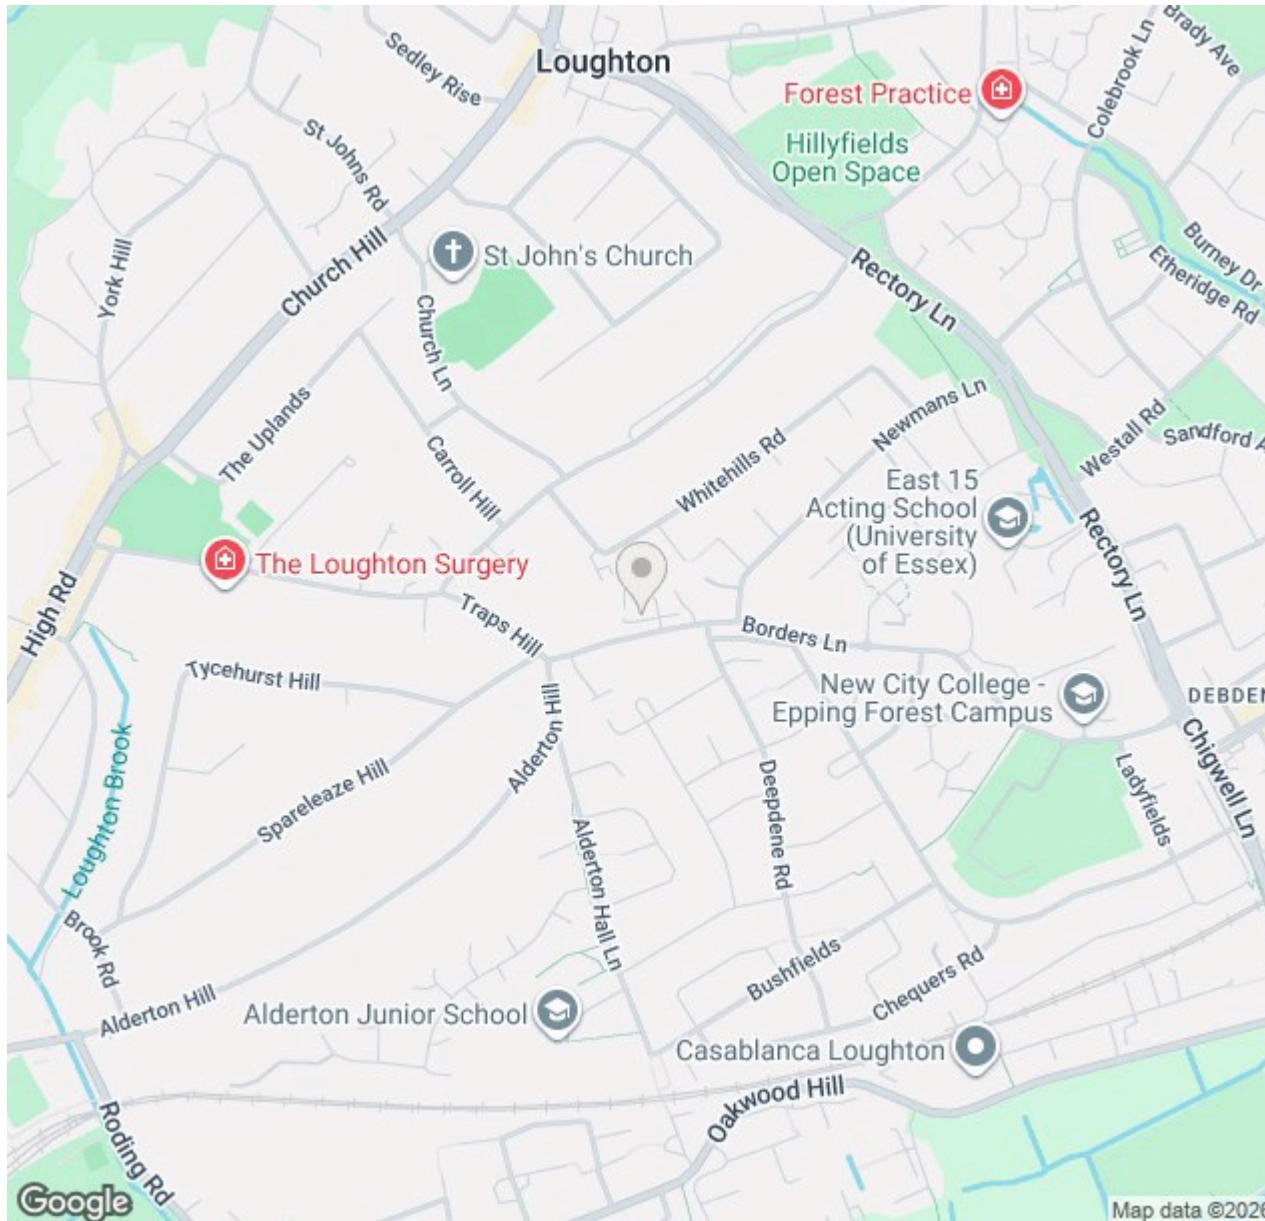 Loughton
Sedley Rise
Brady Ave
Colebrook Ln
Forest Practice
Hillyfields
Open Space
St Johns Rd
York Hill
Church Hill
St John's Church
Rectory Ln
Burney Dr
Etheridge Rd
Church Ln
The Uplands
Carroll Hill
Whitehills Rd
Newmans Ln
Westall Rd
Sandford A
East 15
Acting School
(University
of Essex)
Rectory Ln
The Loughton Surgery
High Rd
Traps Hill
Borders Ln
Tycehurst Hill
New City College -
Epping Forest Campus
DEBDEN
Alderton Hill
Loughton Brook
Spareleaze Hill
Deepdene Rd
Ladyfields
Chigwell Ln
Alderton Hall Ln
Brook Rd
Bushfields
Chequers Rd
Alderton Hill
Alderton Junior School
Casablanca Loughton
Oakwood Hill
Roding Rd
Google
Map data ©2026